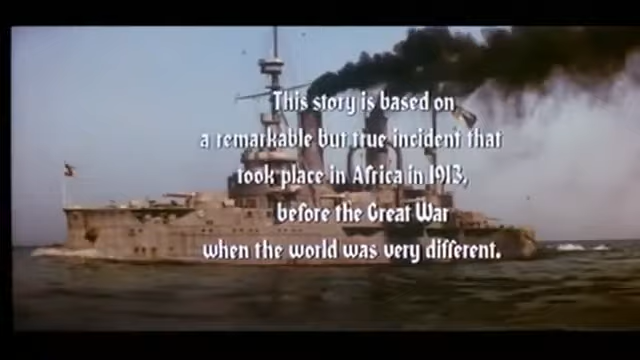 This story is based on
a remarkable but true incident that
took place in Africa in 1913,
before the Great War
when the world was very different.